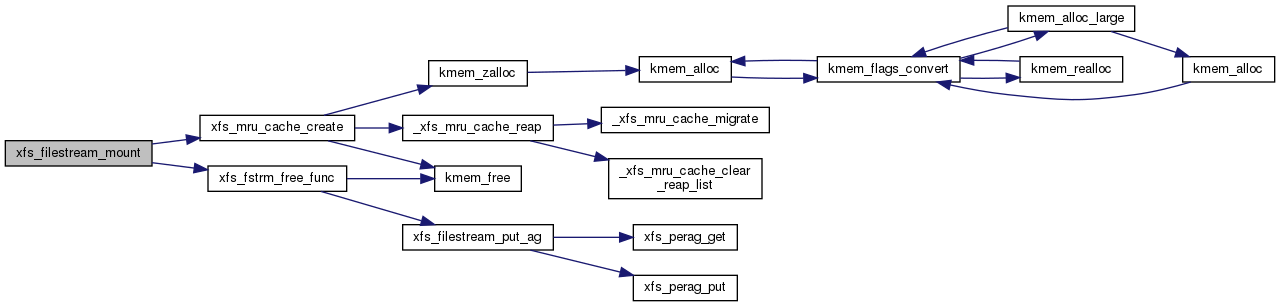 xfs_filestream_mount
xfs_mru_cache_create
xfs_fstrm_free_func
kmem_zalloc
_xfs_mru_cache_reap
kmem_free
xfs_filestream_put_ag
kmem_alloc
_xfs_mru_cache_migrate
_xfs_mru_cache_clear
_reap_list
xfs_perag_get
xfs_perag_put
kmem_flags_convert
kmem_alloc_large
kmem_realloc
kmem_alloc